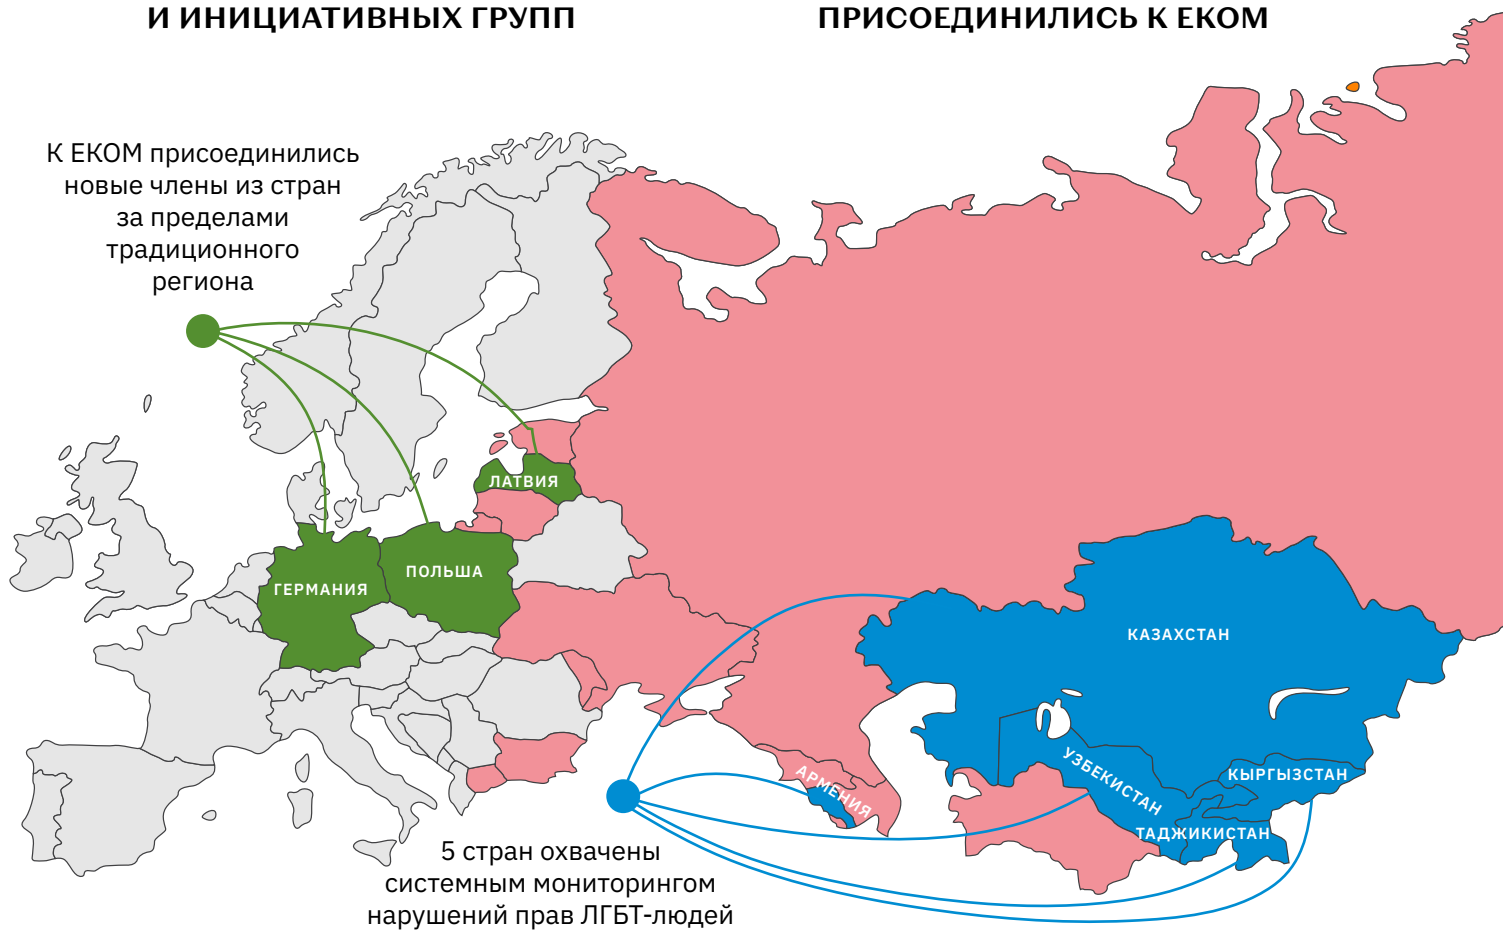 И ИНИЦИАТИВНЫХ ГРУПП
ПРИСОЕДИНИЛИСЬ К ЕКОМ
К ЕКОМ присоединились
новые члены из стран
за пределами
традиционного
региона
ЛАТВИЯ
ПОЛЬША
ГЕРМАНИЯ
КАЗАХСТАН
УЗБЕКИСТАН
КЫРГЫЗСТАН
АРМЕНИЯ
ТАДЖИКИСТАН
5 стран охвачены
системным мониторингом
нарушений прав ЛГБТ-людей